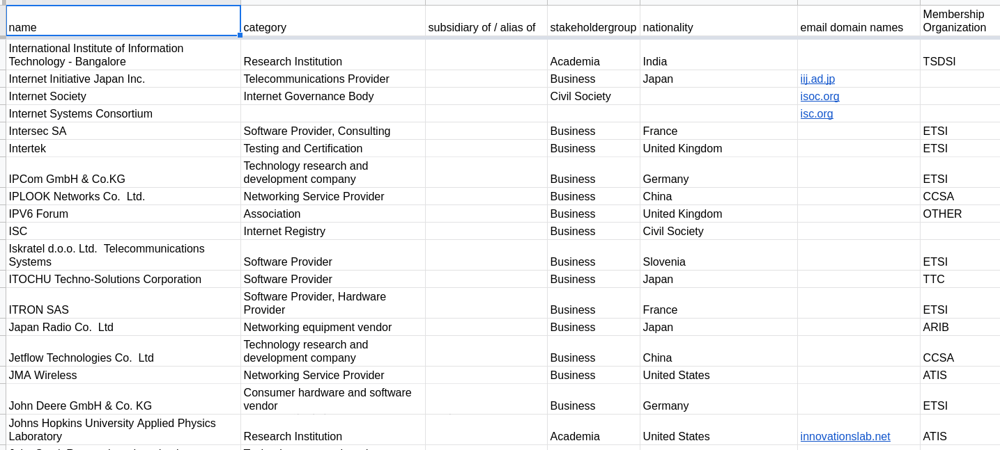 name category subsidiary of / alias of stakeholdergroup nationality email domain names Membership Organization
International Institute of Information Technology - Bangalore Research Institution Academia India TSDSI
Internet Initiative Japan Inc. Telecommunications Provider Business Japan iij.ad.jp
Internet Society Internet Governance Body Civil Society isoc.org
Internet Systems Consortium isc.org
Intersec SA Software Provider, Consulting Business France ETSI
Intertek Testing and Certification Business United Kingdom ETSI
IPCom GmbH & Co.KG Technology research and development company Business Germany ETSI
IPLOOK Networks Co.  Ltd. Networking Service Provider Business China CCSA
IPV6 Forum Association Business United Kingdom OTHER
ISC Internet Registry Business Civil Society
Iskratel d.o.o. Ltd.  Telecommunications Systems Software Provider Business Slovenia ETSI
ITOCHU Techno-Solutions Corporation Software Provider Business Japan TTC
ITRON SAS Software Provider, Hardware Provider Business France ETSI
Japan Radio Co.  Ltd Networking equipment vendor Business Japan ARIB
Jetflow Technologies Co.  Ltd Technology research and development company Business China CCSA
JMA Wireless Networking Service Provider Business United States ATIS
John Deere GmbH & Co. KG Consumer hardware and software vendor Business Germany ETSI
Johns Hopkins University Applied Physics Laboratory Research Institution Academia United States innovationslab.net ATIS